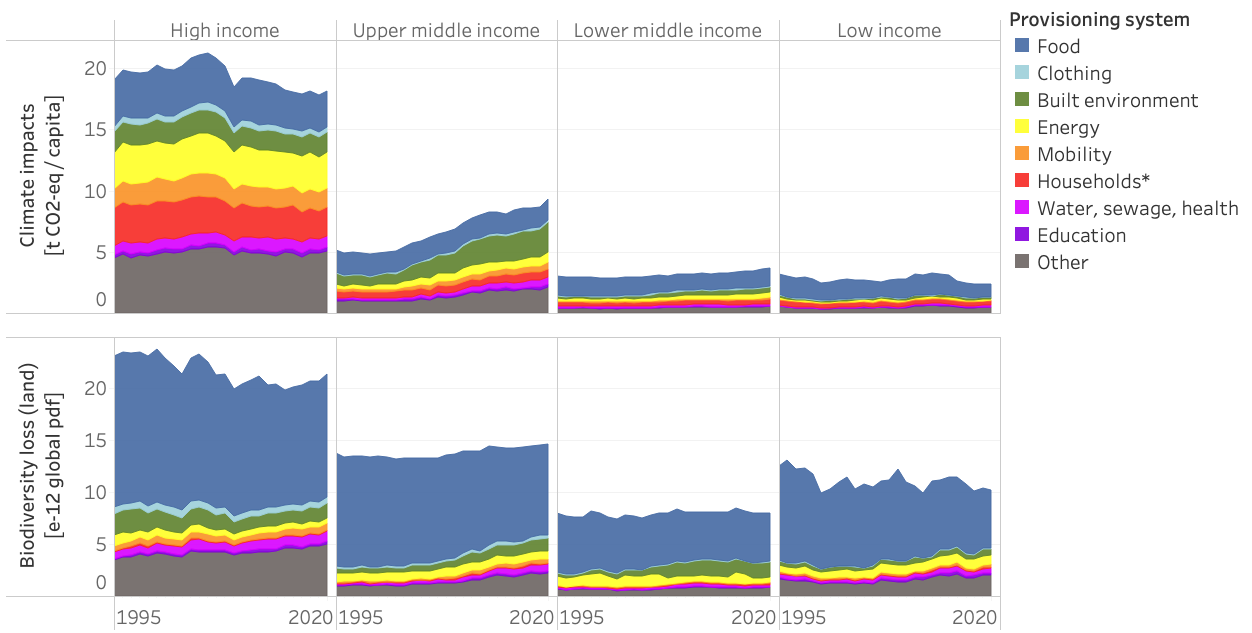 High income
Upper middle income
Lower middle income
Low income
Provisioning system
Food
Clothing
Built environment
Energy
Mobility
Households*
Water, sewage, health
Education
Other
Climate impacts
[t CO2-eq / capita]
20
15
10
5
0
Biodiversity loss (land)
[e-12 global pdf]
20
15
10
5
0
1995
2020
1995
2020
1995
2020
1995
2020